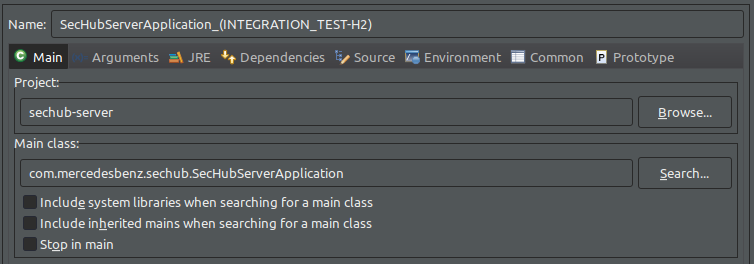 Name: SecHubServerApplication_(INTEGRATION_TEST-H2)
Main Arguments JRE Dependencies Source Environment Common Prototype
Project:
sechub-server Browse...
Main class:
com.mercedesbenz.sechub.SecHubServerApplication Search...
Include system libraries when searching for a main class
Include inherited mains when searching for a main class
Stop in main